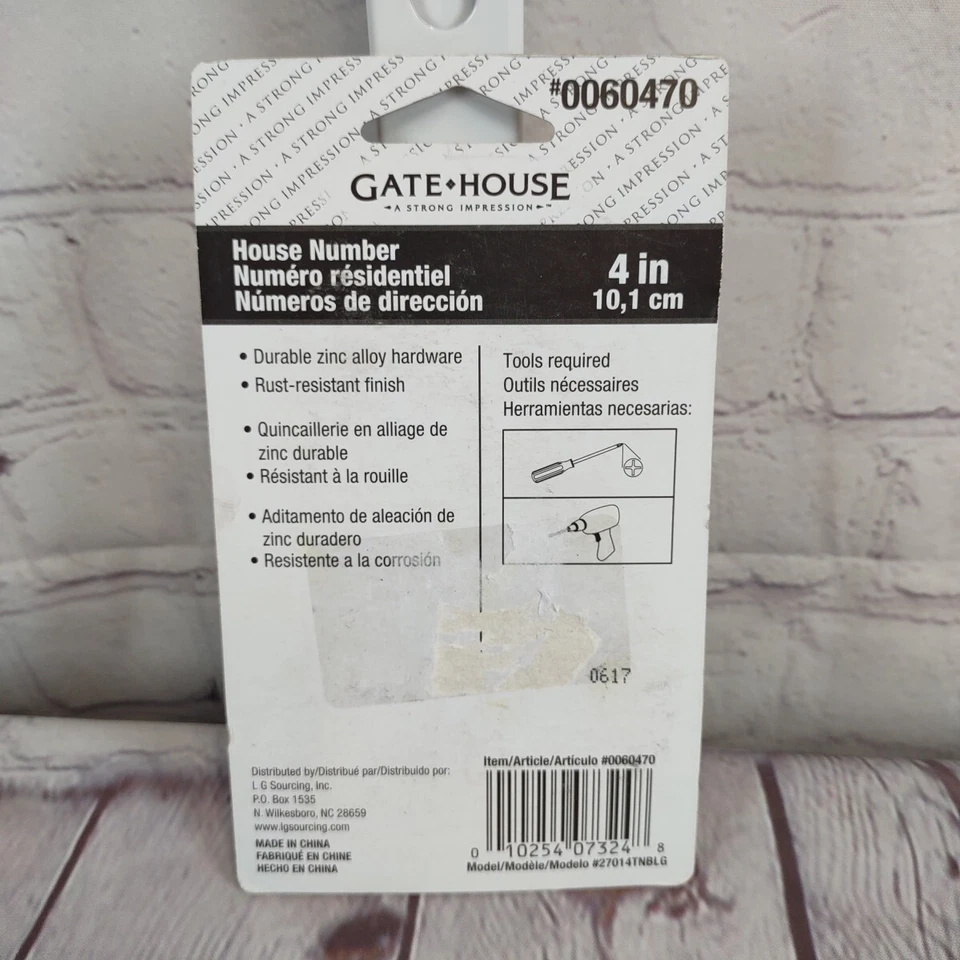 #0060470
GATE HOUSE
A STRONG IMPRESSION
House Number
Numéro résidentiel
Números de dirección
4 in
10,1 cm
• Durable zinc alloy hardware
• Rust-resistant finish
• Quincaillerie en alliage de
zinc durable
• Résistant à la rouille
• Aditamento de aleación de
zinc duradero
• Resistente a la corrosión
Tools required
Outils nécessaires
Herramientas necesarias:
0617
Distributed by/Distribué par/Distribuido por:
L G Sourcing, Inc.
P.O. Box 1535
N. Wilkesboro, NC 28659
www.lgsourcing.com
MADE IN CHINA
FABRIQUÉ EN CHINE
HECHO EN CHINA
Item/Article/Artículo #0060470
0 10254 07324 8
Model/Modèle/Modelo #27014TNBLG